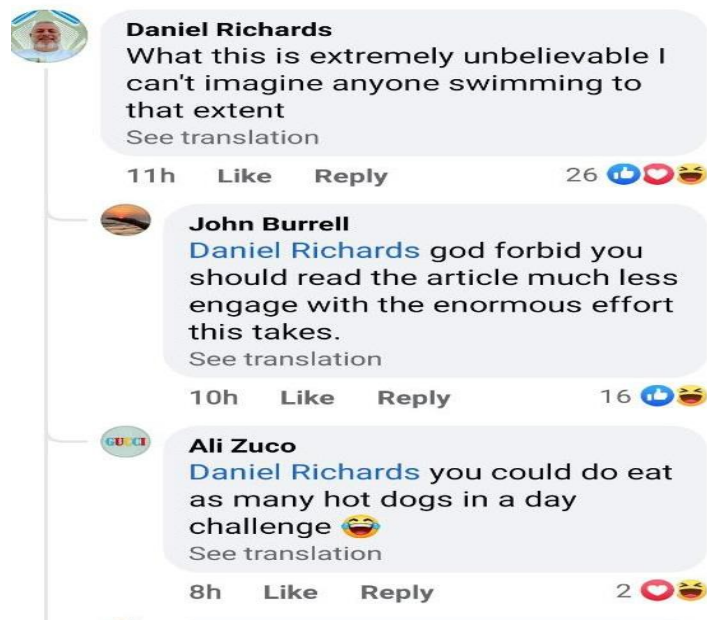 Daniel Richards
What this is extremely unbelievable I
can't imagine anyone swimming to
that extent
See translation
11h Like Reply 26
John Burrell
Daniel Richards god forbid you
should read the article much less
engage with the enormous effort
this takes.
See translation
10h Like Reply 16
GUCCI
Ali Zuco
Daniel Richards you could do eat
as many hot dogs in a day
challenge 😂
See translation
8h Like Reply 2